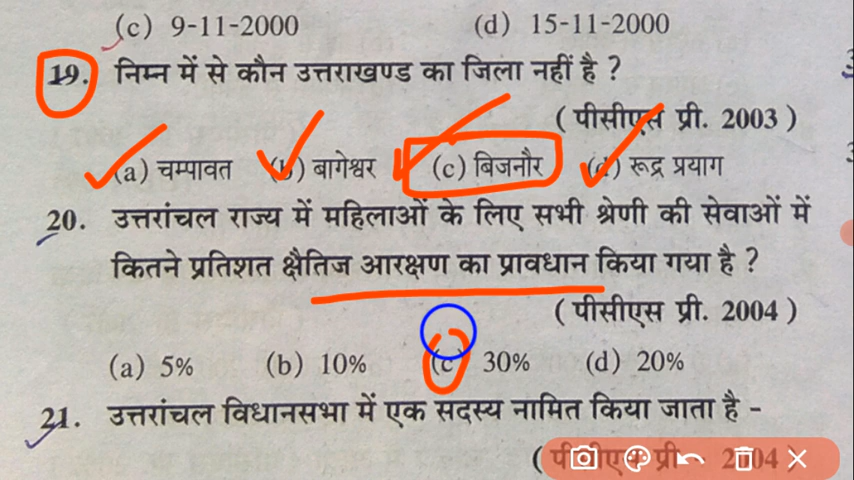 (c) 9-11-2000 (d) 15-11-2000
19. निम्न में से कौन उत्तराखण्ड का जिला नहीं है ?
( पीसीएस प्री. 2003 )
(a) चम्पावत (b) बागेश्वर (c) बिजनौर (d) रूद्र प्रयाग
20. उत्तरांचल राज्य में महिलाओं के लिए सभी श्रेणी की सेवाओं में
कितने प्रतिशत क्षैतिज आरक्षण का प्रावधान किया गया है ?
( पीसीएस प्री. 2004 )
(a) 5% (b) 10% (c) 30% (d) 20%
21. उत्तरांचल विधानसभा में एक सदस्य नामित किया जाता है -
( पीसीएस प्री. 2004 )